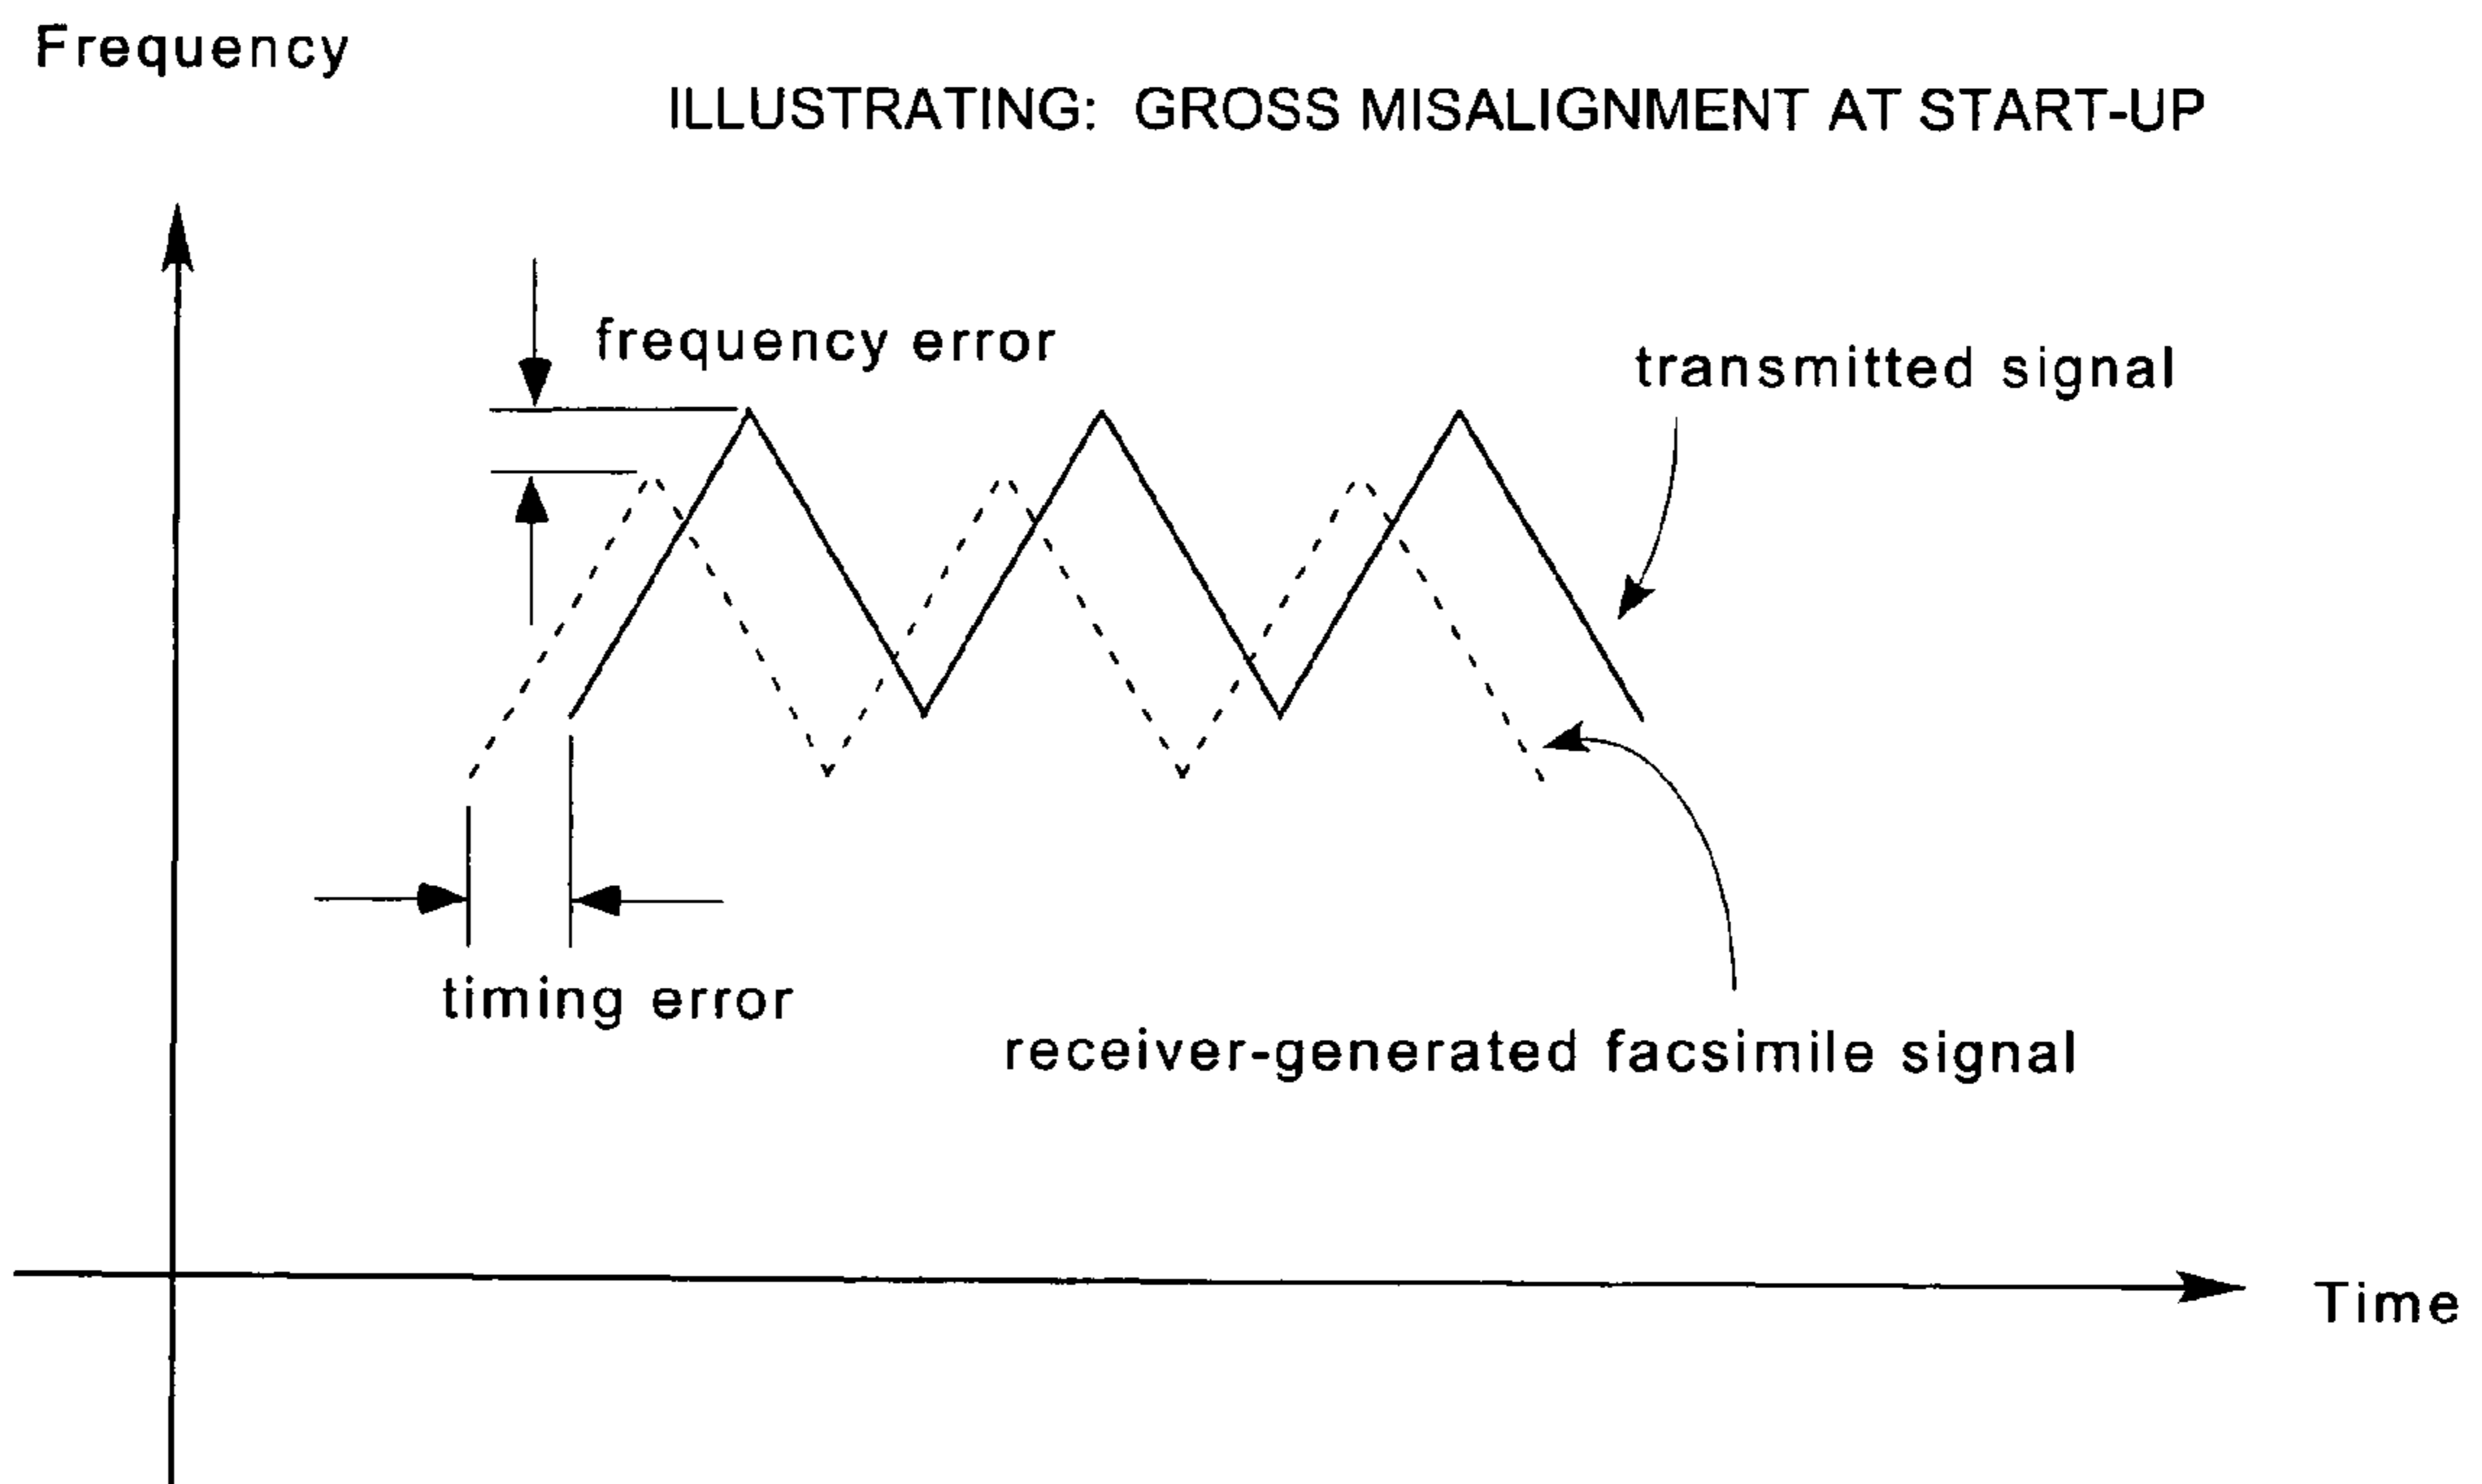 Frequency
ILLUSTRATING: GROSS MISALIGNMENT AT START-UP
frequency error
transmitted signal
timing error
receiver-generated facsimile signal
Time